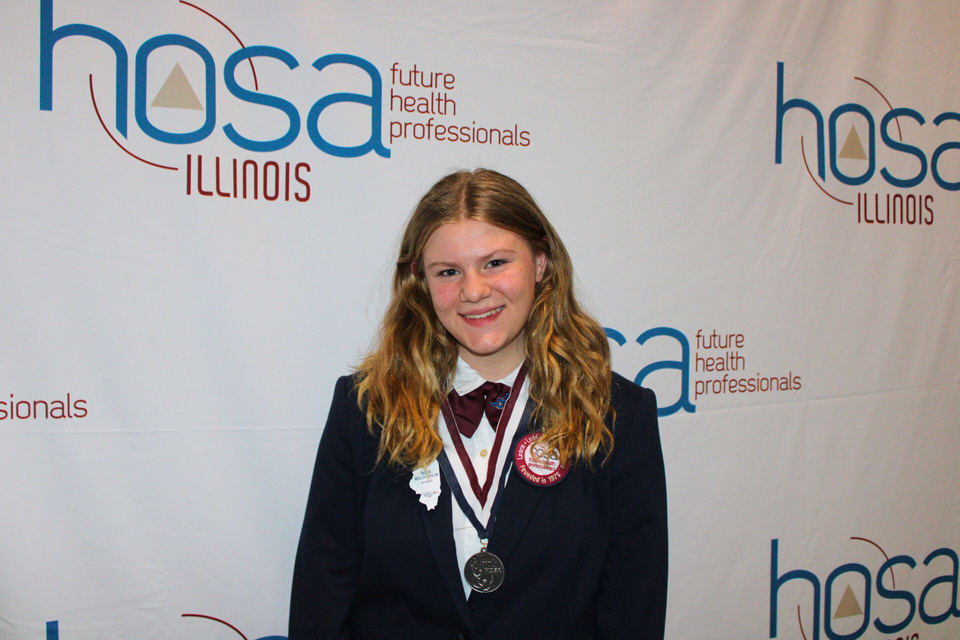 hosa
future
health
professionals
ILLINOIS
hosa
ILLINOIS
sa
future
health
professionals
sionals
hosa
Founded in 1976